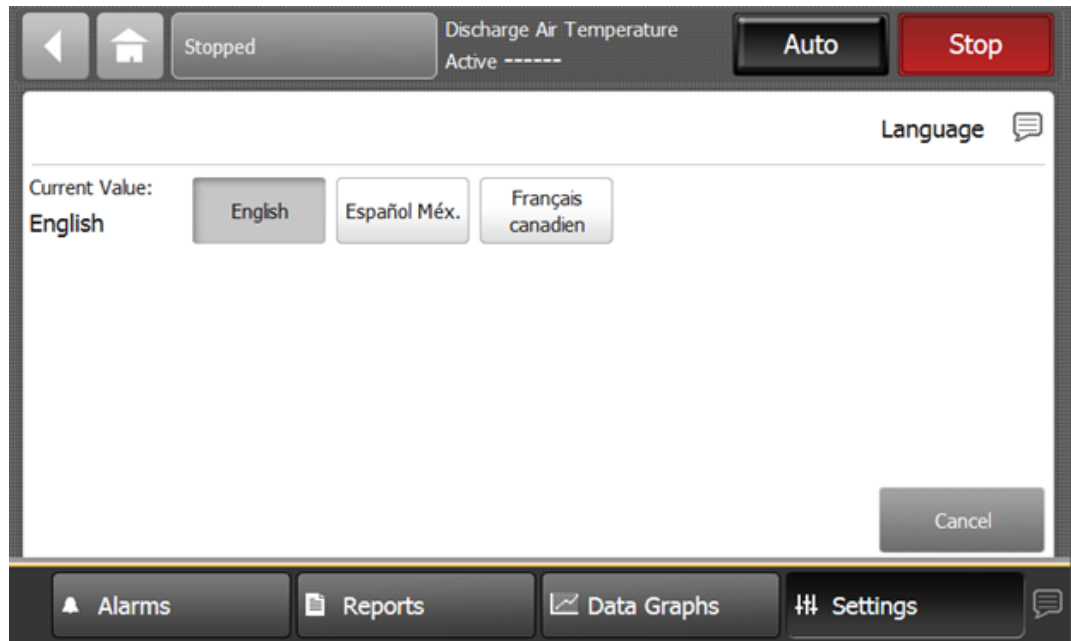 Stopped
Discharge Air Temperature
Active ------
Auto
Stop
Language
Current Value:
English
English
Español Méx.
Français
canadien
Cancel
Alarms
Reports
Data Graphs
Settings